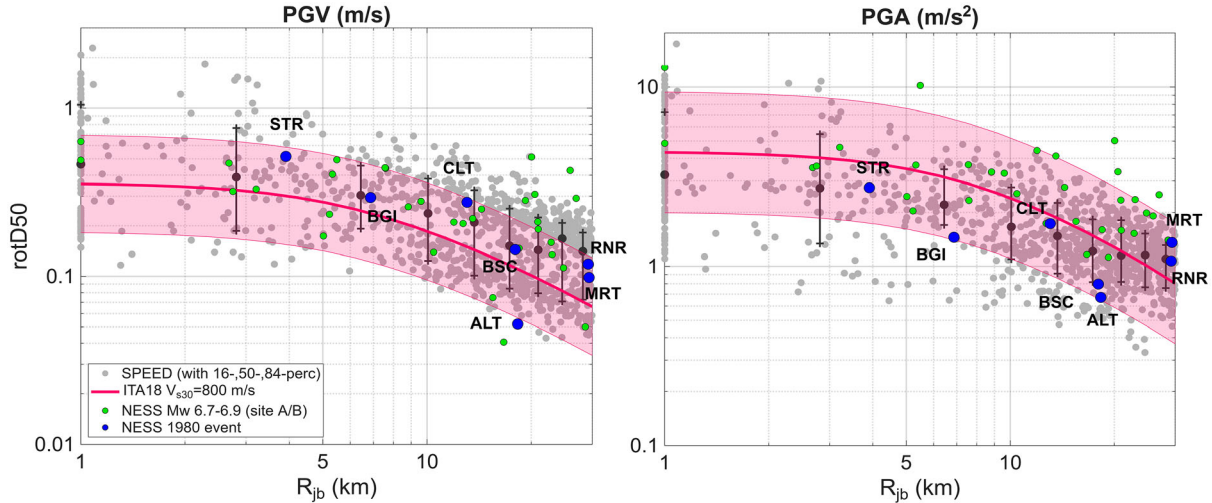 PGV (m/s)
rotD50
1
0.1
0.01
STR
CLT
BGI
BSC
RNR
MRT
ALT
SPEED (with 16-,50-,84-perc)
ITA18 Vs30=800 m/s
NESS Mw 6.7-6.9 (site A/B)
NESS 1980 event
1
5
10
Rjb (km)
PGA (m/s²)
10
1
0.1
STR
CLT
MRT
BGI
RNR
BSC
ALT
1
5
10
Rjb (km)